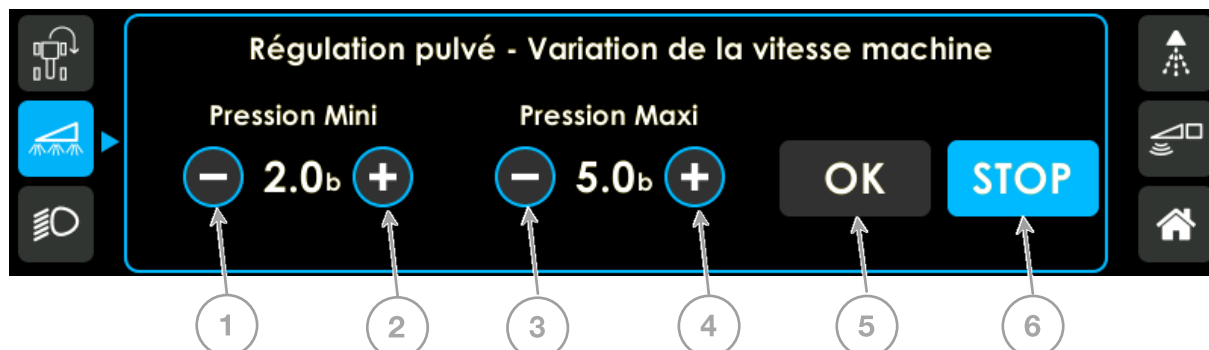 Régulation pulvé - Variation de la vitesse machine
Pression Mini Pression Maxi
2.0b 5.0b OK STOP
1 2 3 4 5 6